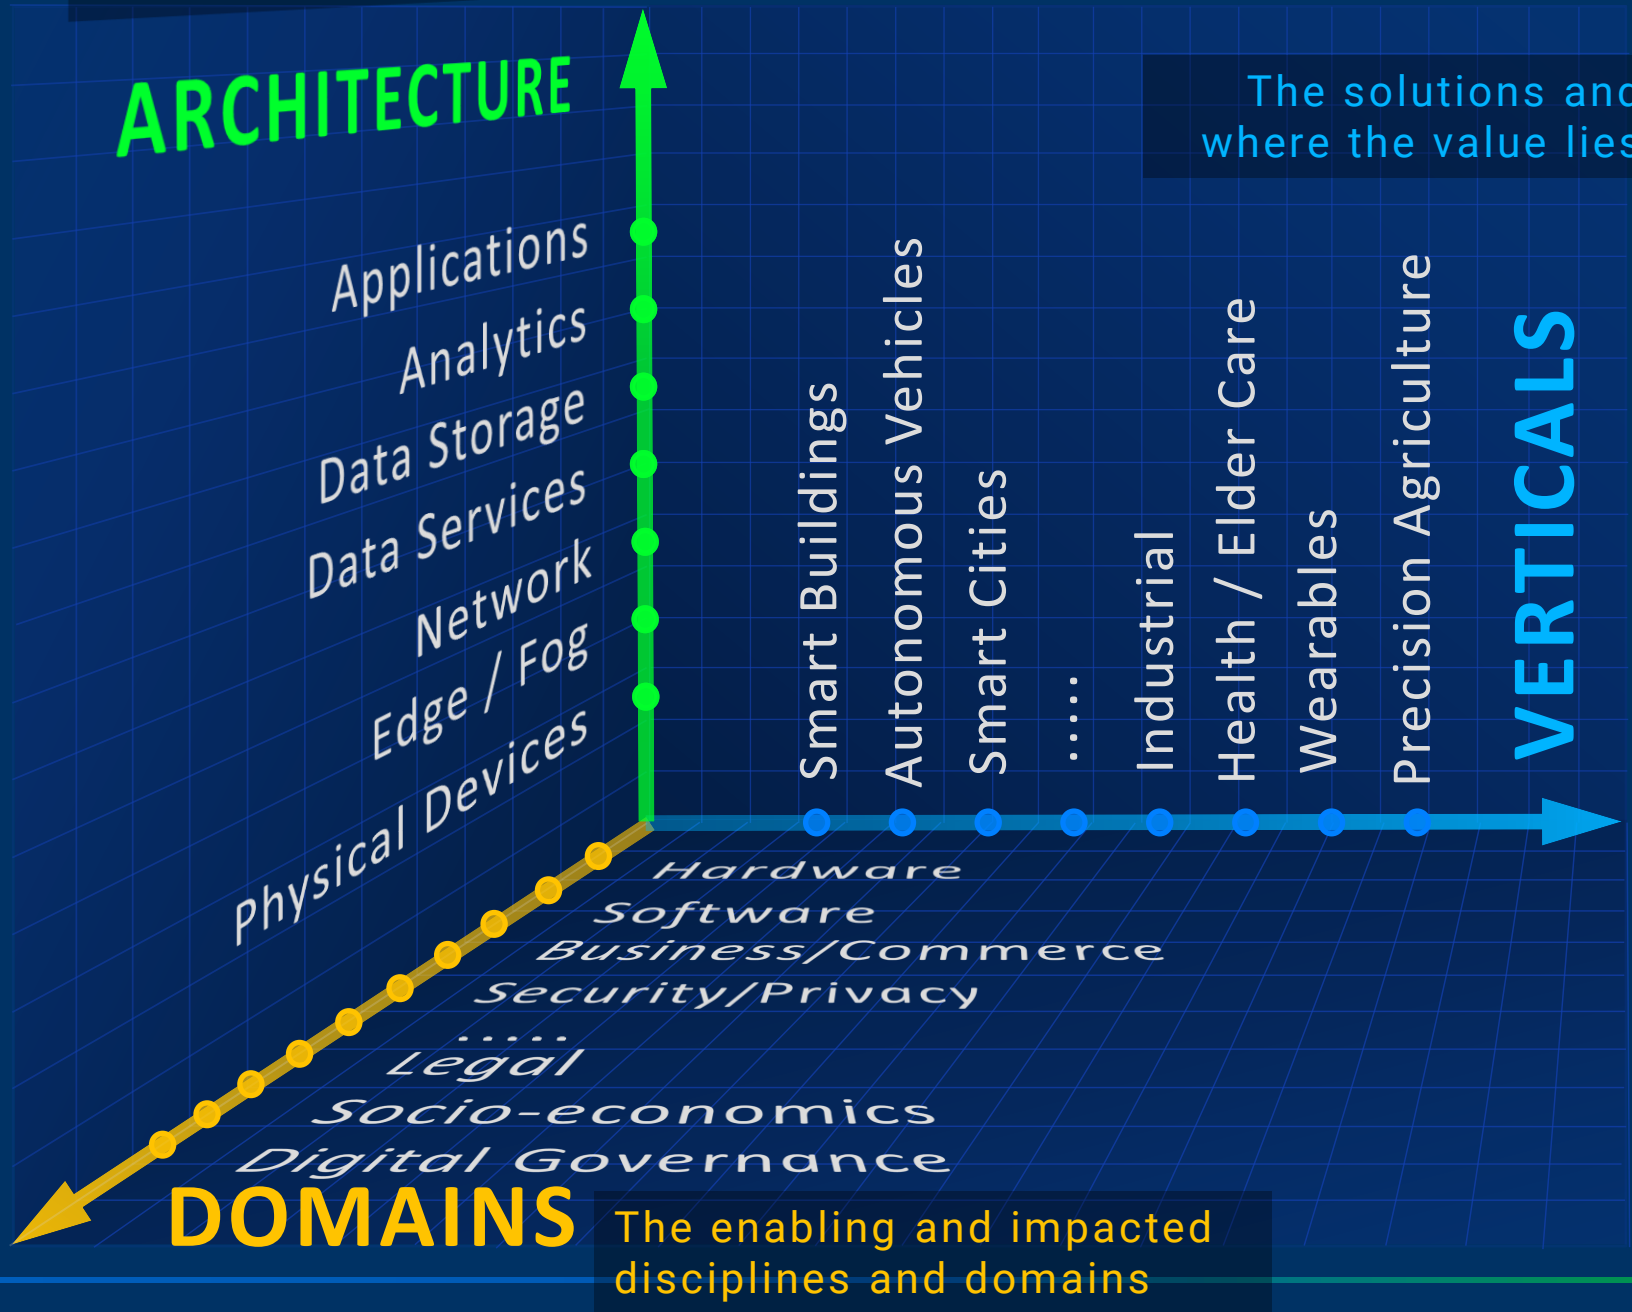 ARCHITECTURE
The solutions and
where the value lies
Applications
Analytics
Data Storage
Data Services
Network
Edge / Fog
Physical Devices
Smart Buildings
Autonomous Vehicles
Smart Cities
.....
Industrial
Health / Elder Care
Wearables
Precision Agriculture
VERTICALS
Hardware
Software
Business/Commerce
Security/Privacy
.....
Legal
Socio-economics
Digital Governance
DOMAINS
The enabling and impacted
disciplines and domains